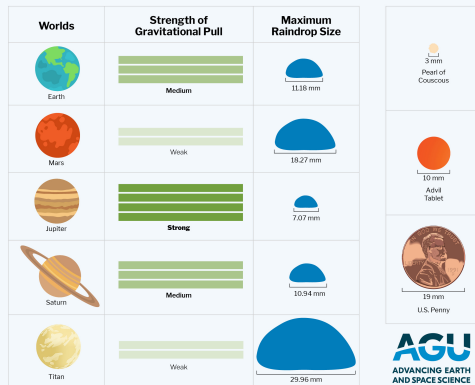 Worlds
Strength of
Gravitational Pull
Maximum
Raindrop Size
Earth
Medium
11.18 mm
Mars
Weak
18.27 mm
Jupiter
Strong
7.07 mm
Saturn
Medium
10.94 mm
Titan
Weak
29.96 mm
3 mm
Pearl of
Couscous
10 mm
Advil
Tablet
19 mm
U.S. Penny
AGU
ADVANCING EARTH
AND SPACE SCIENCE